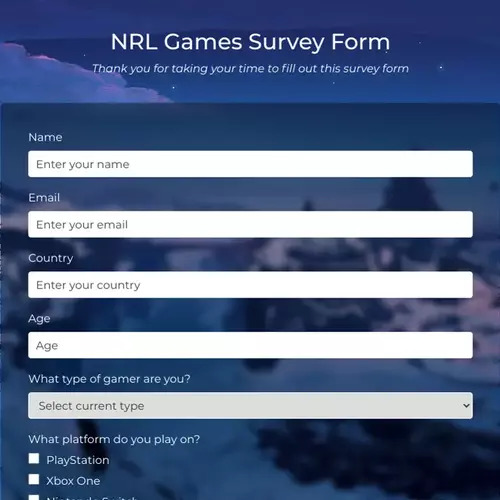 NRL Games Survey Form
Thank you for taking your time to fill out this survey form
Name
Enter your name
Email
Enter your email
Country
Enter your country
Age
Age
What type of gamer are you?
Select current type
What platform do you play on?
PlayStation
Xbox One
Nintendo Switch